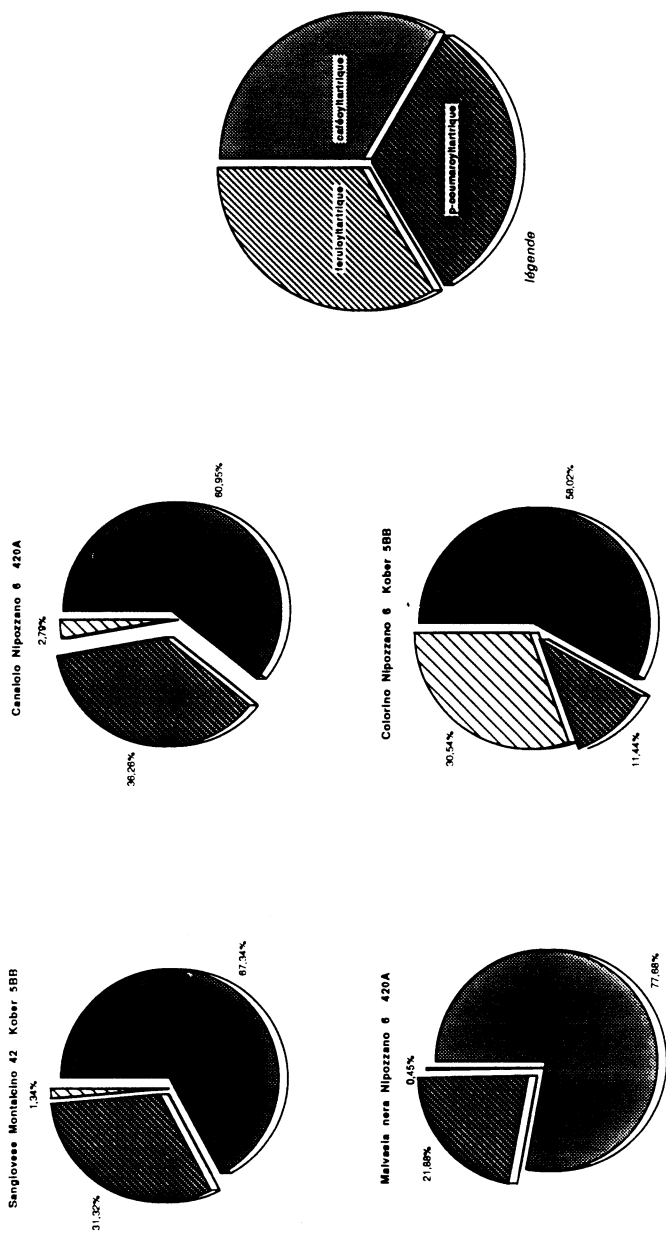 Sangiovese Montalcino 42 Kober 5BB
1,34%
31,32%
67,34%
Canaiolo Nipozzano 6 420A
2,79%
36,26%
60,95%
Malvasia nera Nipozzano 6 420A
0,45%
21,88%
77,68%
Colorino Nipozzano 6 Kober 5BB
30,54%
11,44%
58,02%
caféoyltartrique
feruloyltartrique
p-coumaroyltartrique
légende